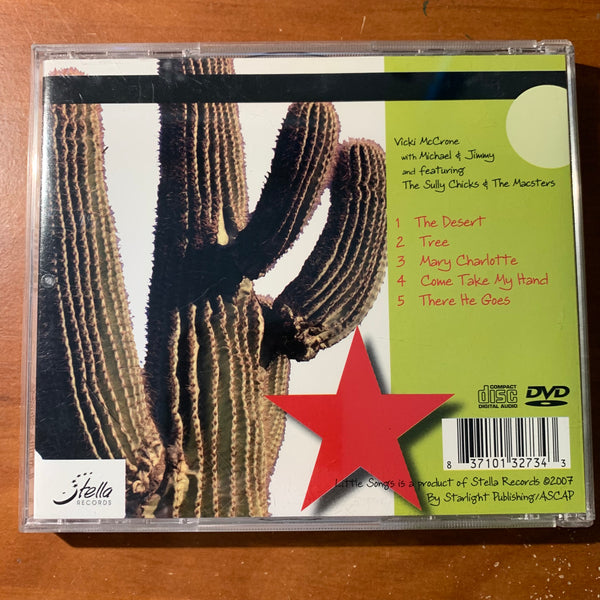 Vicki McCrone
with Michael & Jimmy
and featuring
The Sully Chicks & The Macsters
1 The Desert
2 Tree
3 Mary Charlotte
4 Come Take My Hand
5 There He Goes
COMPACT
disc
DIGITAL AUDIO
DVD
8 37101 32734 3
Stella
RECORDS
Little Songs is a product of Stella Records ©2007
By Starlight Publishing/ASCAP